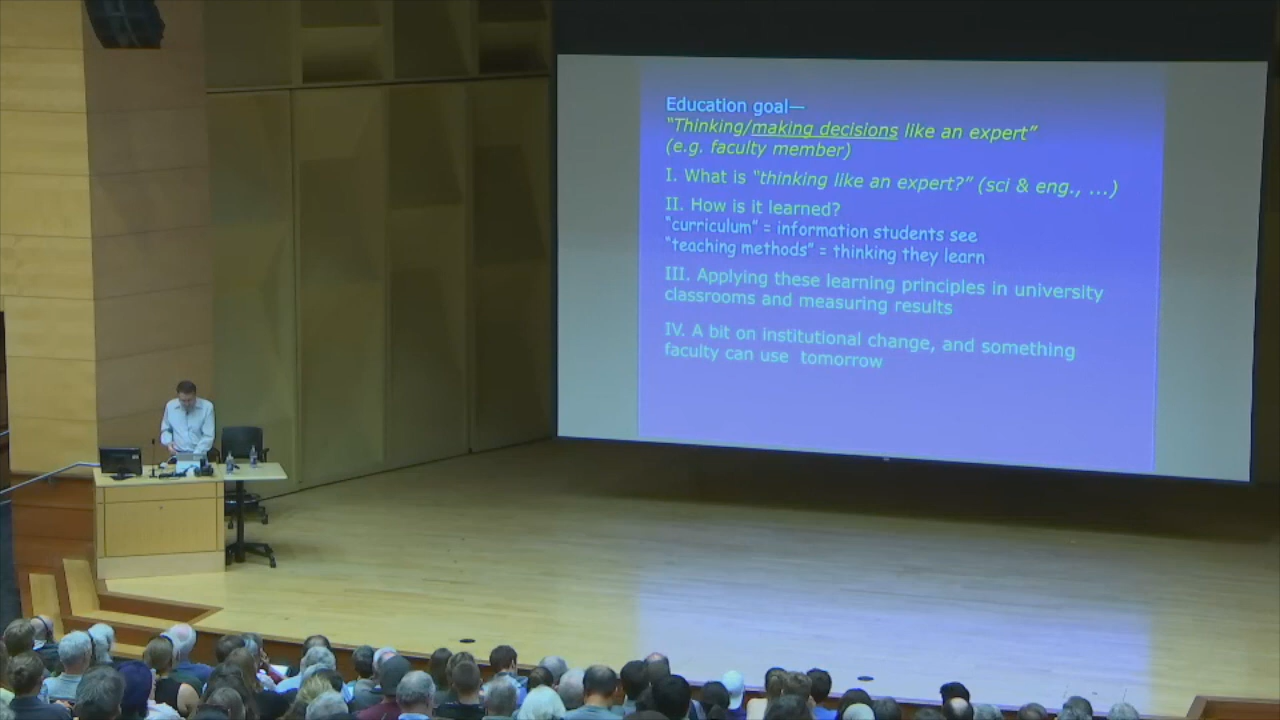 Education goal—
“Thinking/making decisions like an expert”
(e.g. faculty member)
I. What is “thinking like an expert?” (sci & eng., ...)
II. How is it learned?
“curriculum” = information students see
“teaching methods” = thinking they learn
III. Applying these learning principles in university
classrooms and measuring results
IV. A bit on institutional change, and something
faculty can use tomorrow